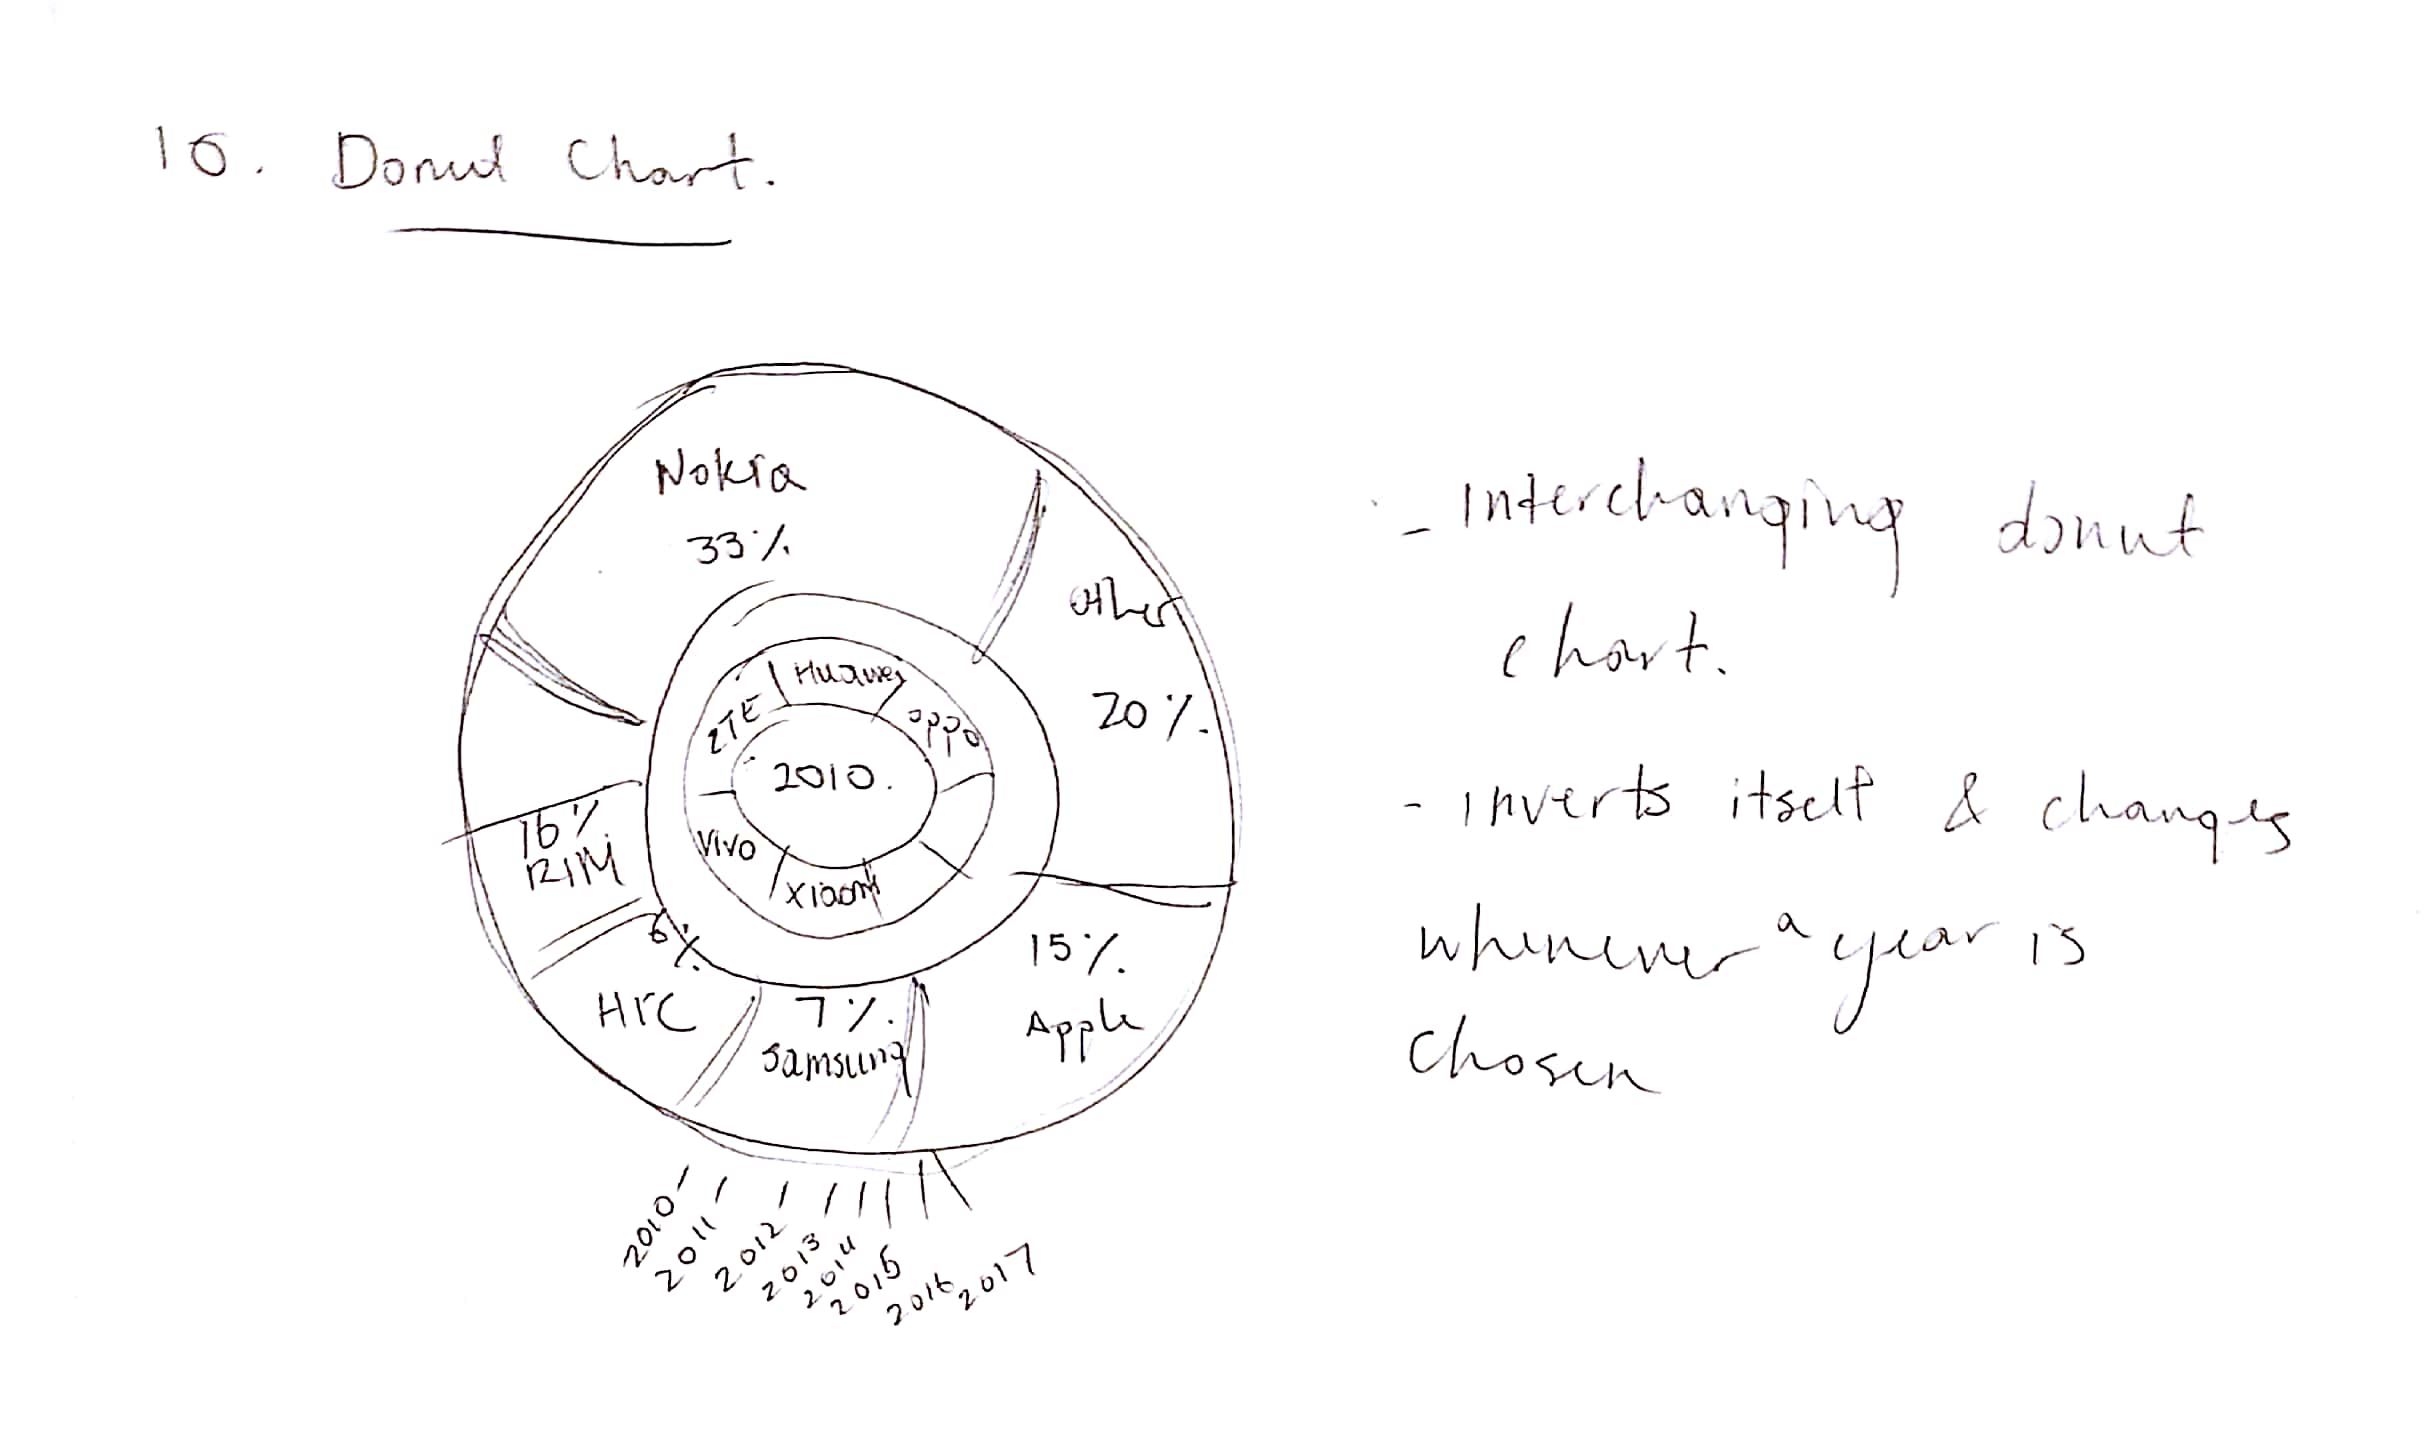 10. Donut Chart.
Nokia
33%
Other
20%.
Huawei
ZTE
oppo
2010.
Vivo
Xiaomi
16%
RIM
6%.
HTC
7%.
Samsung
15%.
Apple
2010
2011
2012
2013
2014
2015
2016
2017
- Interchanging donut
chart.
- inverts itself & changes
whenever a year is
chosen